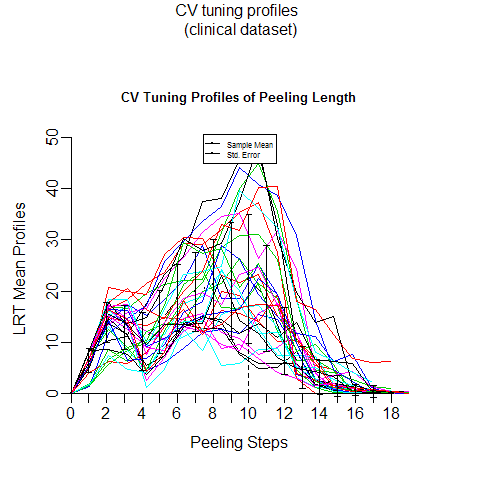 CV tuning profiles
(clinical dataset)
CV Tuning Profiles of Peeling Length
Sample Mean
Std. Error
LRT Mean Profiles
50
40
30
20
10
0
0 2 4 6 8 10 12 14 16 18
Peeling Steps